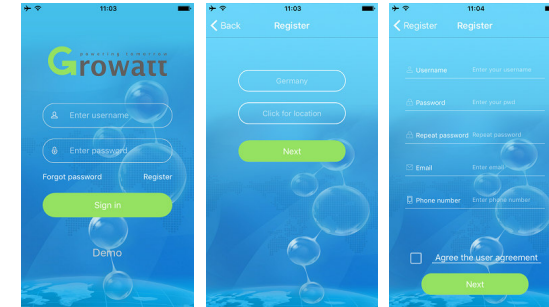 11:03
powering tomorrow
Growatt
Enter username
Enter password
Forgot password Register
Sign in
Demo
11:03
Back Register
Germany
Click for location
Next
11:04
Register Register
Username Enter your username
Password Enter your pwd
Repeat password Repeat password
Email Enter email
Phone number Enter phone number
Agree the user agreement
Next